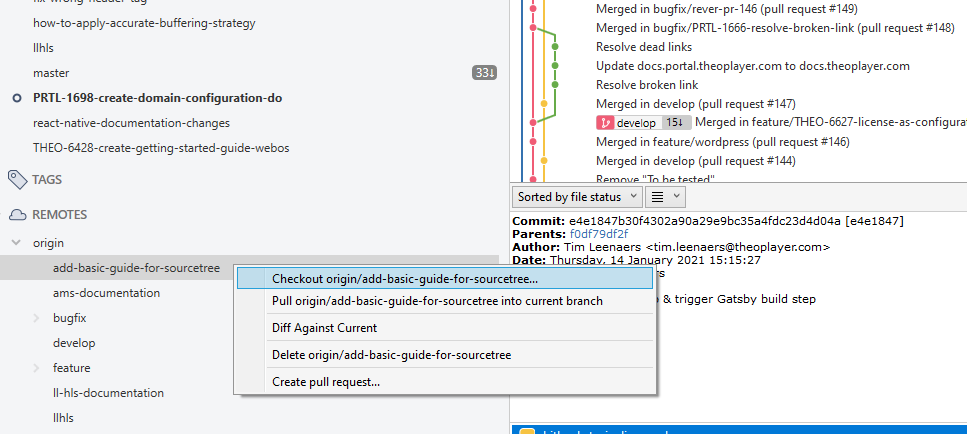 fix-wrong-header-tag
how-to-apply-accurate-buffering-strategy
llhls
master 33↓
PRTL-1698-create-domain-configuration-do
react-native-documentation-changes
THEO-6428-create-getting-started-guide-webos
TAGS
REMOTES
origin
add-basic-guide-for-sourcetree
ams-documentation
bugfix
develop
feature
ll-hls-documentation
llhls
Checkout origin/add-basic-guide-for-sourcetree...
Pull origin/add-basic-guide-for-sourcetree into current branch
Diff Against Current
Delete origin/add-basic-guide-for-sourcetree
Create pull request...
Merged in bugfix/rever-pr-146 (pull request #149)
Merged in bugfix/PRTL-1666-resolve-broken-link (pull request #148)
Resolve dead links
Update docs.portal.theoplayer.com to docs.theoplayer.com
Resolve broken link
Merged in develop (pull request #147)
develop 15↓ Merged in feature/THEO-6627-license-as-configura
Merged in feature/wordpress (pull request #146)
Merged in develop (pull request #144)
Remove "To be tested"
Sorted by file status
Commit: e4e1847b30f4302a90a29e9bc35a4fdc23d4d04a [e4e1847]
Parents: f0df79df2f
Author: Tim Leenaers <tim.leenaers@theoplayer.com>
Date: Thursday, 14 January 2021 15:15:27
& trigger Gatsby build step